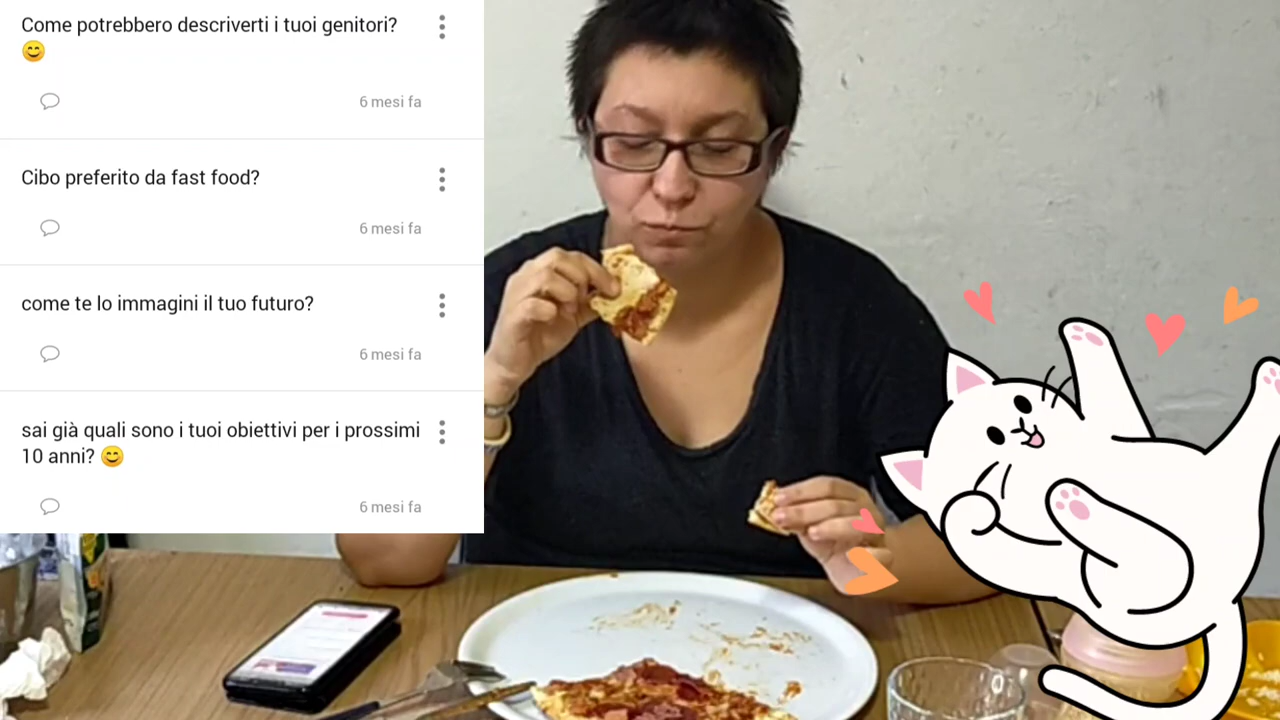 Come potrebbero descriverti i tuoi genitori?
😊
6 mesi fa
Cibo preferito da fast food?
6 mesi fa
come te lo immagini il tuo futuro?
6 mesi fa
sai già quali sono i tuoi obiettivi per i prossimi
10 anni? 😊
6 mesi fa